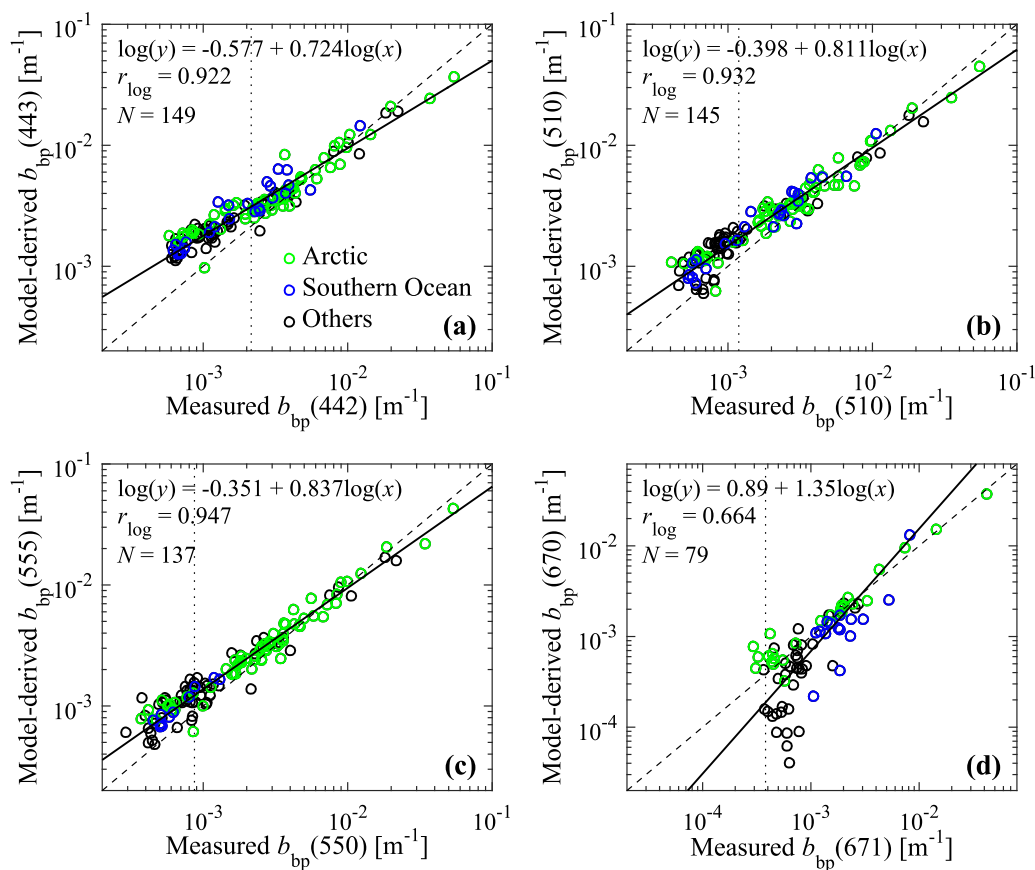 10⁻¹
log(y) = -0.577 + 0.724log(x)
r_log = 0.922
N = 149
10⁻²
10⁻³
Model-derived b_bp(443) [m⁻¹]
Arctic
Southern Ocean
Others
(a)
10⁻³ 10⁻² 10⁻¹
Measured b_bp(442) [m⁻¹]
10⁻¹
log(y) = -0.398 + 0.811log(x)
r_log = 0.932
N = 145
10⁻²
10⁻³
Model-derived b_bp(510) [m⁻¹]
(b)
10⁻³ 10⁻² 10⁻¹
Measured b_bp(510) [m⁻¹]
10⁻¹
log(y) = -0.351 + 0.837log(x)
r_log = 0.947
N = 137
10⁻²
10⁻³
Model-derived b_bp(555) [m⁻¹]
(c)
10⁻³ 10⁻² 10⁻¹
Measured b_bp(550) [m⁻¹]
log(y) = 0.89 + 1.35log(x)
r_log = 0.664
N = 79
10⁻²
10⁻³
10⁻⁴
Model-derived b_bp(670) [m⁻¹]
(d)
10⁻⁴ 10⁻³ 10⁻²
Measured b_bp(671) [m⁻¹]